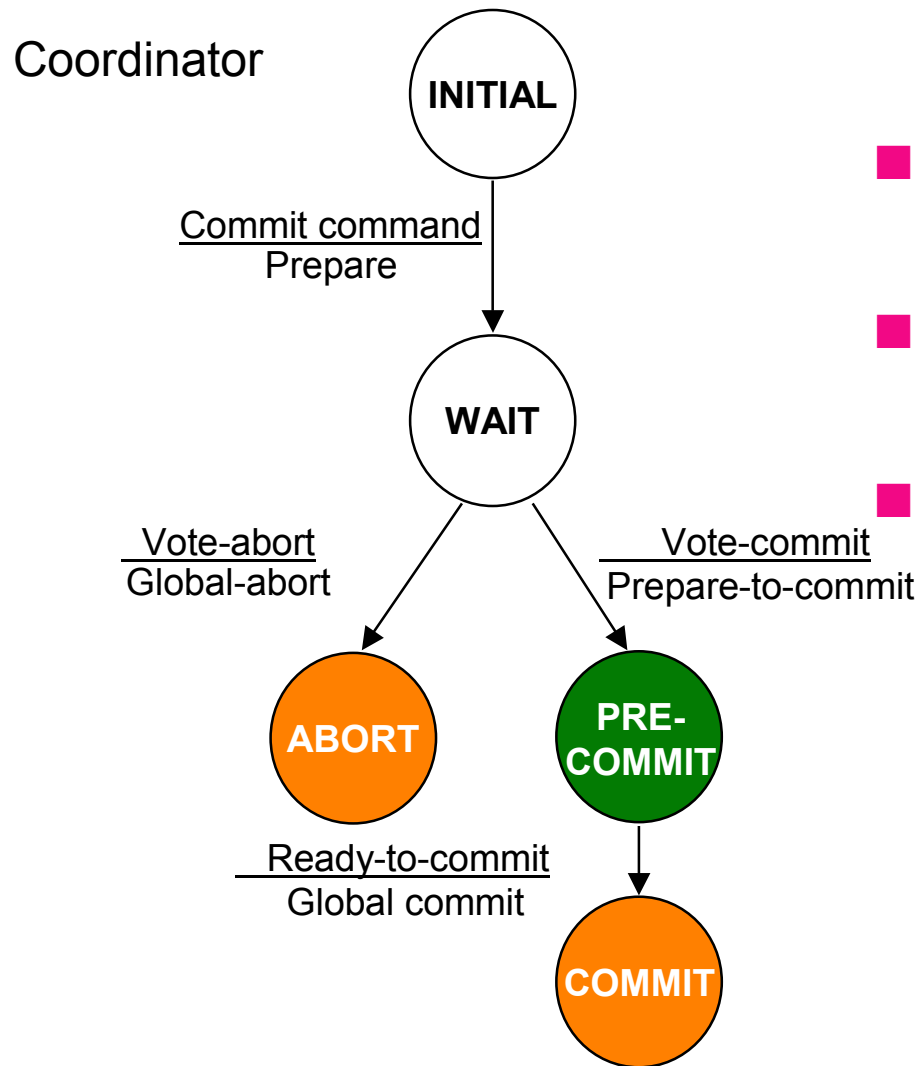 Coordinator
INITIAL
Commit command
Prepare
WAIT
Vote-abort
Global-abort
Vote-commit
Prepare-to-commit
ABORT
PRE-
COMMIT
Ready-to-commit
Global commit
COMMIT